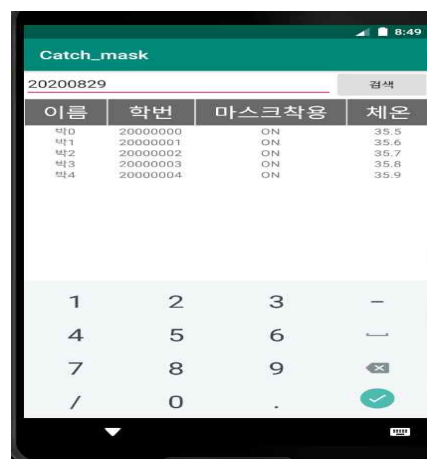 8:49
Catch_mask
20200829 검색
이름 학번 마스크착용 체온
박0 20000000 ON 35.5
박1 20000001 ON 35.6
박2 20000002 ON 35.7
박3 20000003 ON 35.8
박4 20000004 ON 35.9
1 2 3 -
4 5 6
7 8 9
/ 0 .